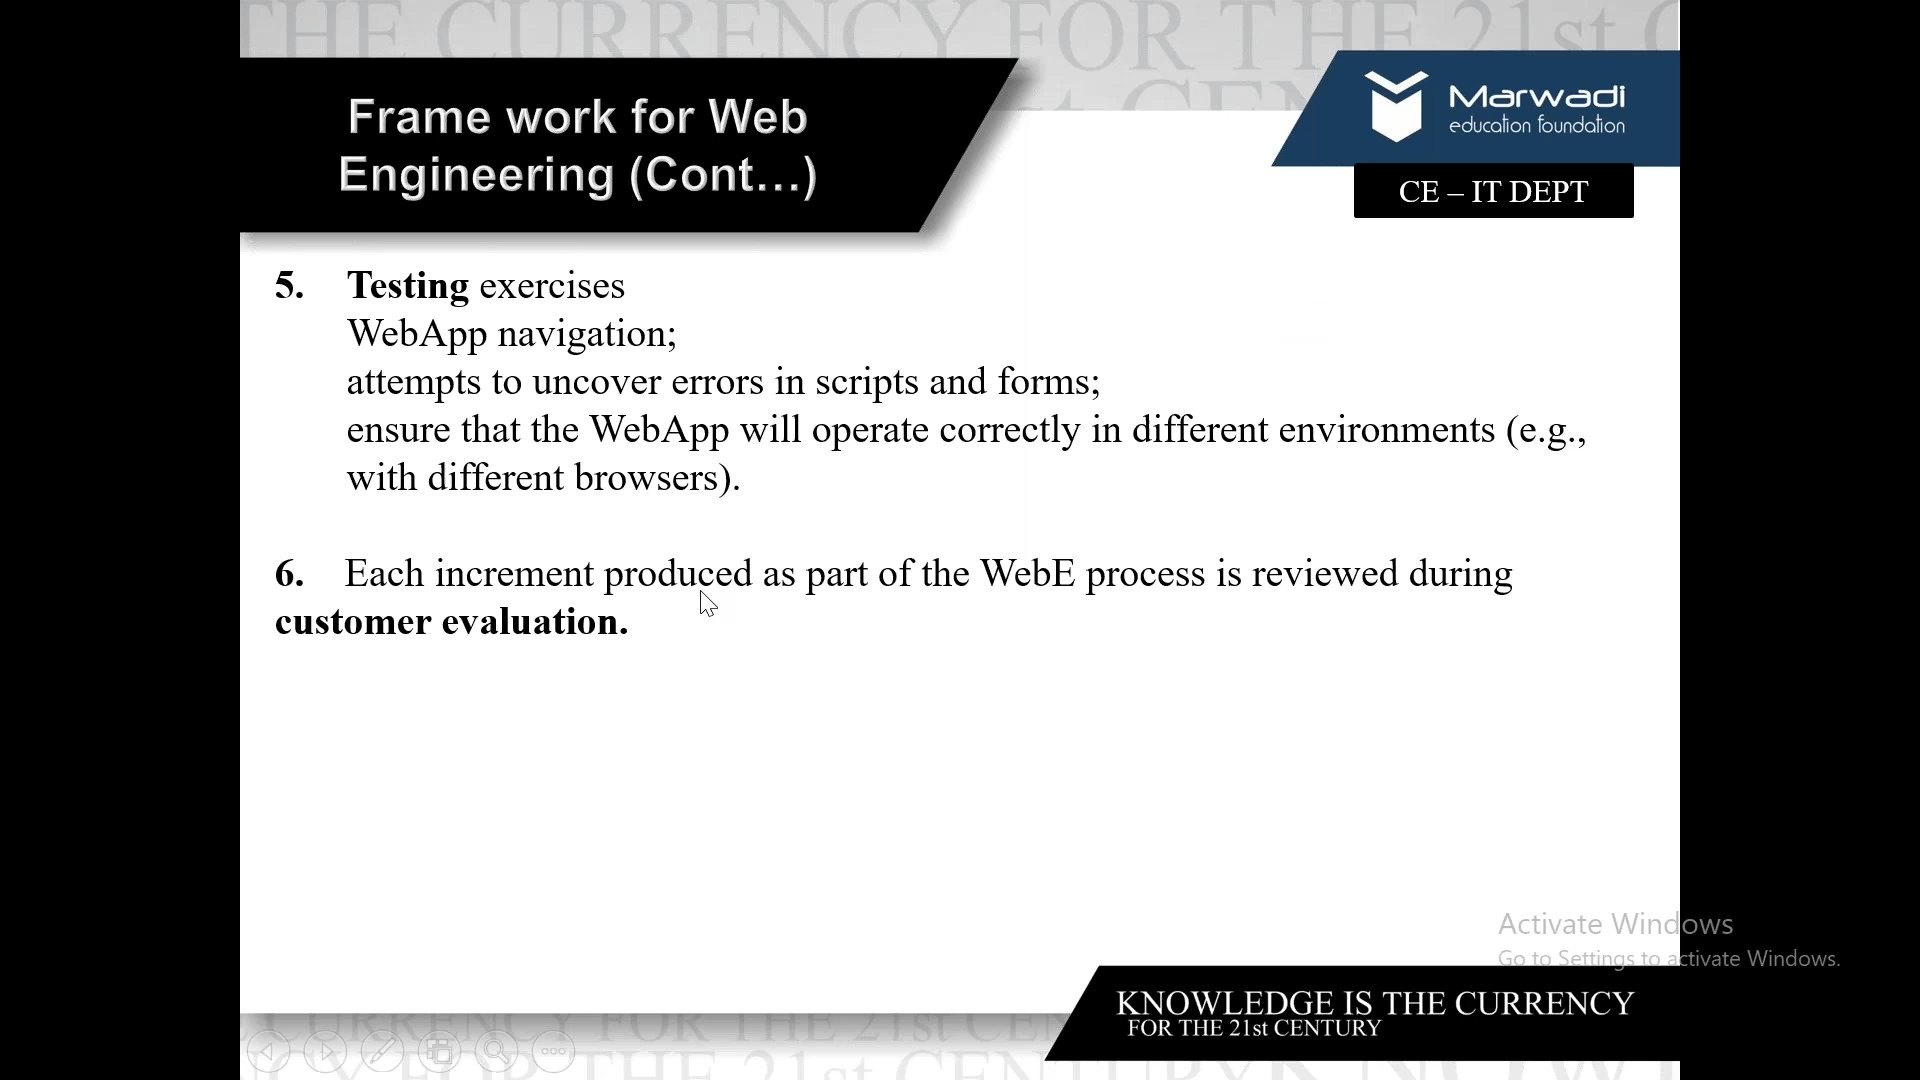 THE CURRENCY FOR THE 21st C
Frame work for Web
Engineering (Cont...)
Marwadi
education foundation
CE – IT DEPT
5. Testing exercises
WebApp navigation;
attempts to uncover errors in scripts and forms;
ensure that the WebApp will operate correctly in different environments (e.g.,
with different browsers).
6. Each increment produced as part of the WebE process is reviewed during
customer evaluation.
Activate Windows
Go to Settings to activate Windows.
KNOWLEDGE IS THE CURRENCY
FOR THE 21st CENTURY